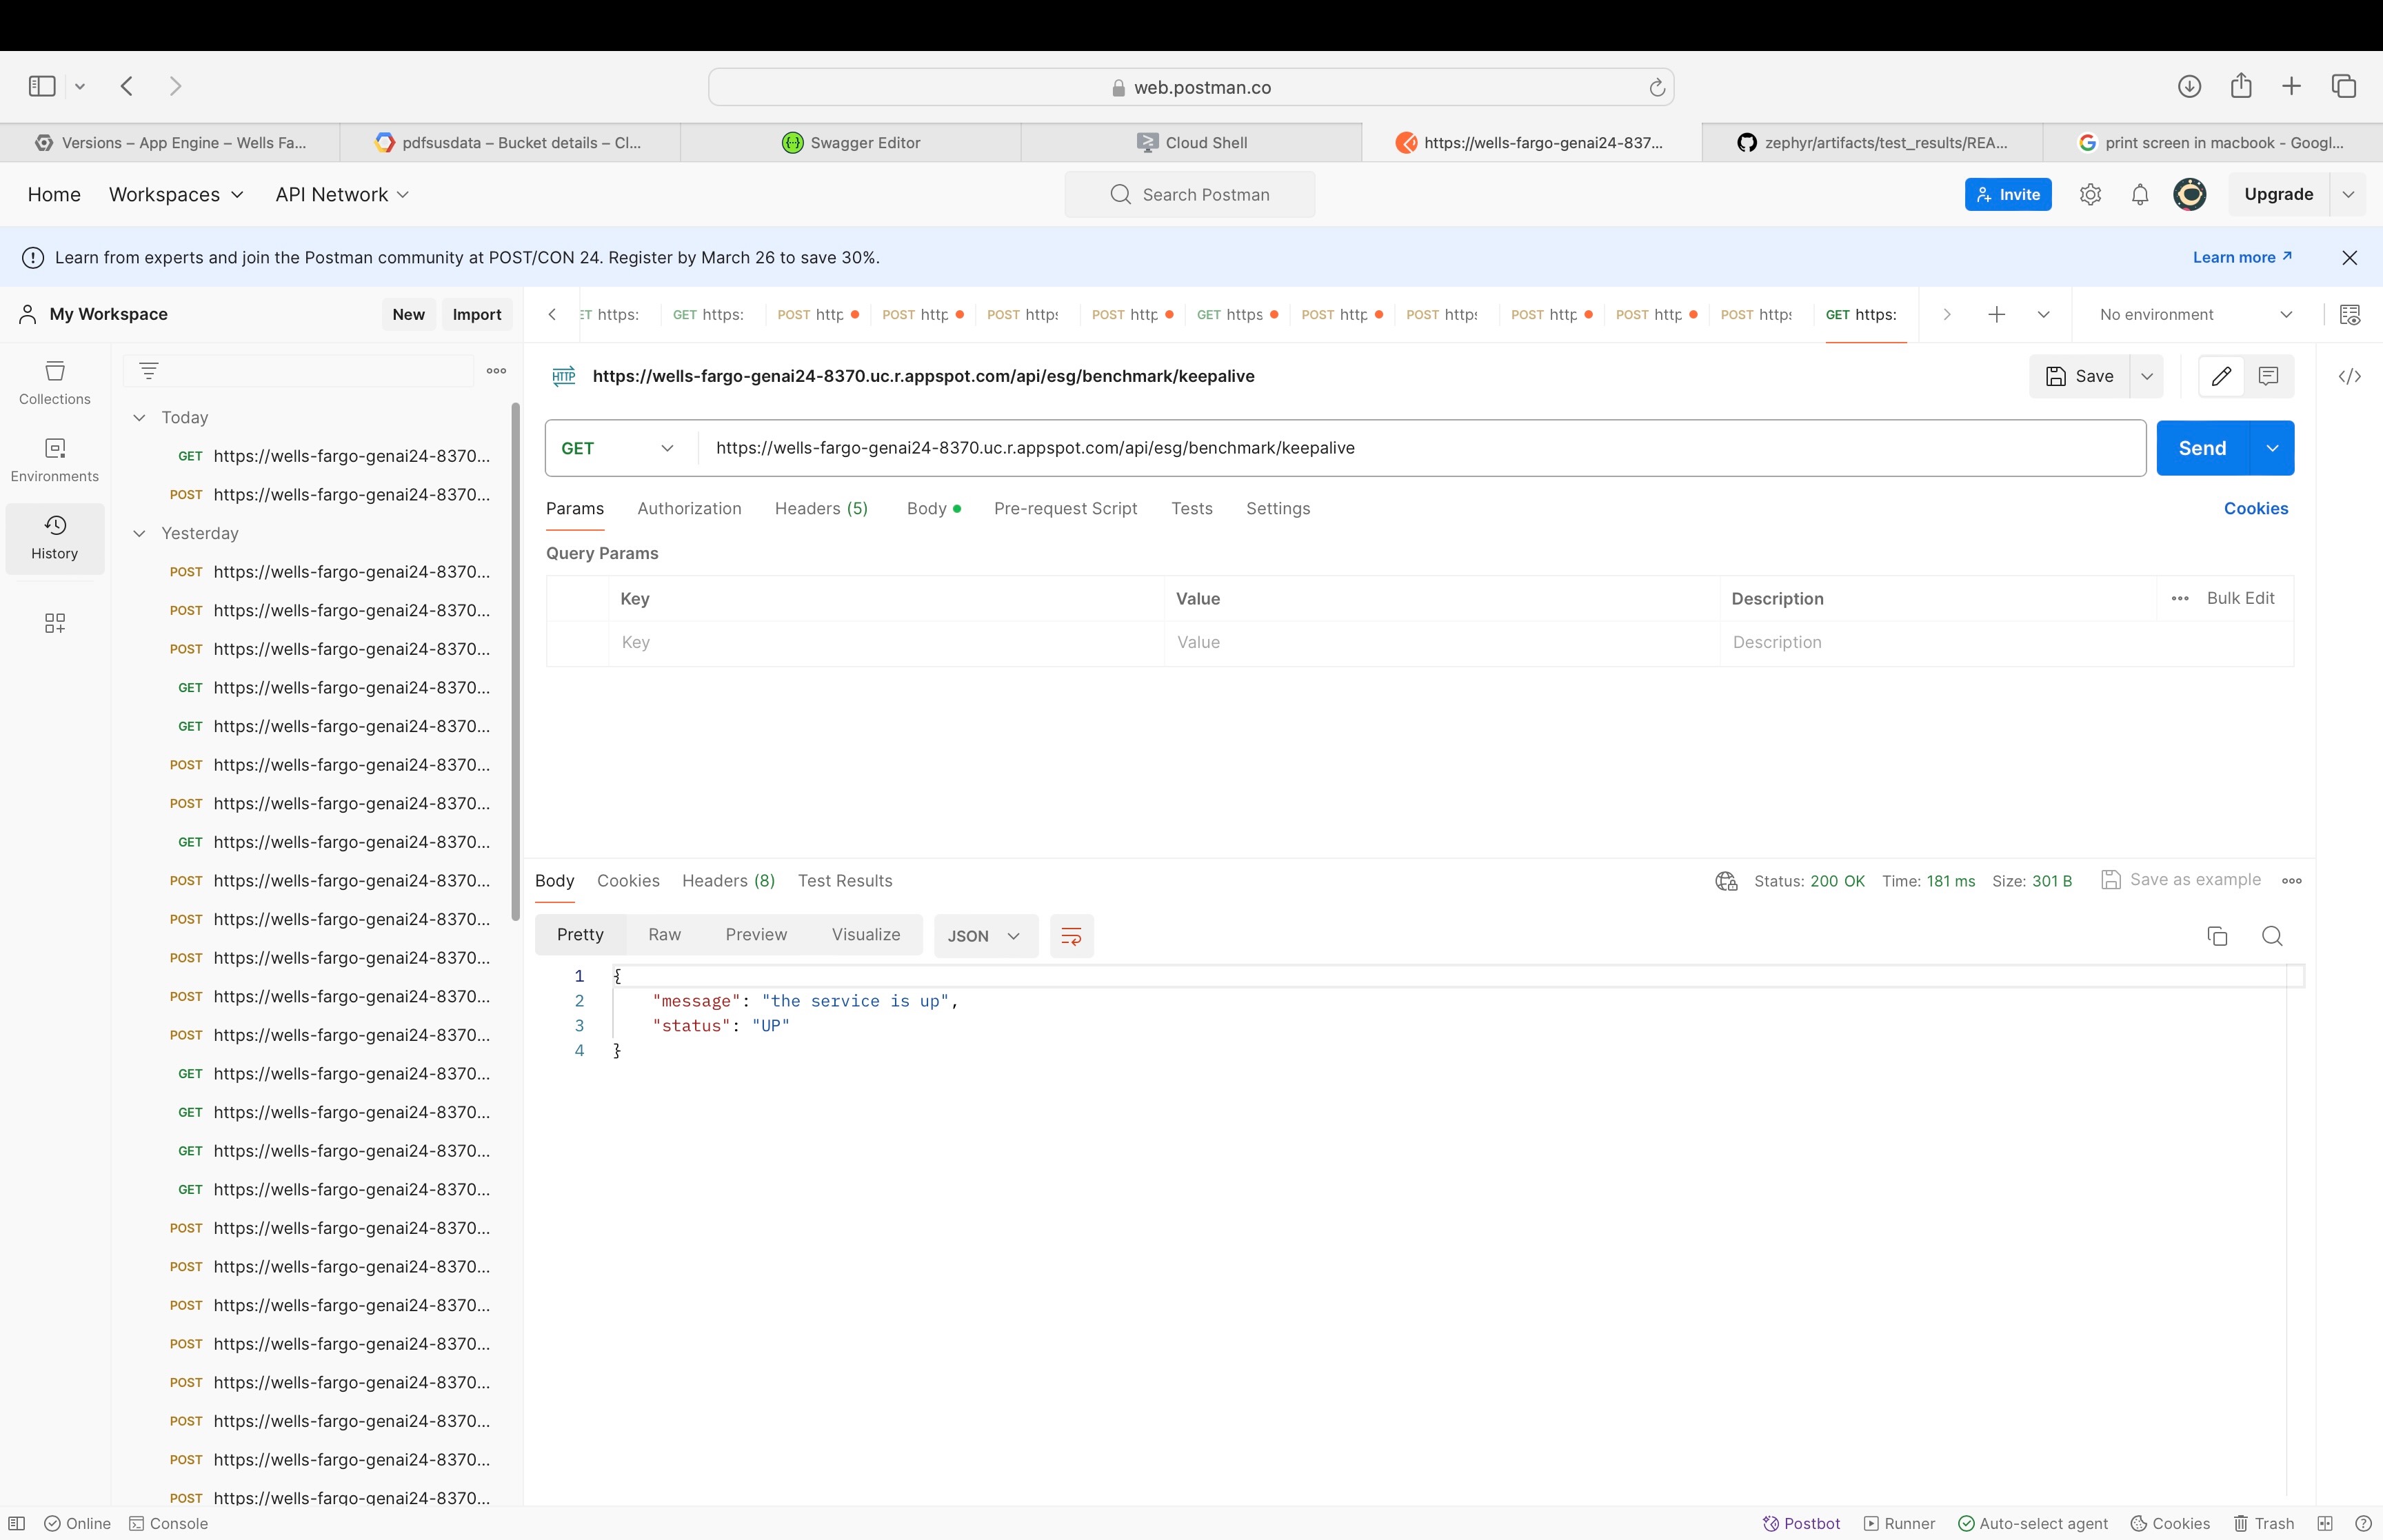 web.postman.co
Versions – App Engine – Wells Fa...
pdfsusdata – Bucket details – Cl...
Swagger Editor
Cloud Shell
https://wells-fargo-genai24-837...
zephyr/artifacts/test_results/REA...
print screen in macbook - Googl...
Home
Workspaces
API Network
Search Postman
Invite
Upgrade
Learn from experts and join the Postman community at POST/CON 24. Register by March 26 to save 30%.
Learn more
My Workspace
New
Import
ET https:
GET https:
POST http
POST http
POST https
POST http
GET https
POST http
POST https
POST http
POST http
POST https
GET https:
No environment
Collections
Environments
History
Today
GET https://wells-fargo-genai24-8370...
POST https://wells-fargo-genai24-8370...
Yesterday
POST https://wells-fargo-genai24-8370...
POST https://wells-fargo-genai24-8370...
POST https://wells-fargo-genai24-8370...
GET https://wells-fargo-genai24-8370...
GET https://wells-fargo-genai24-8370...
POST https://wells-fargo-genai24-8370...
POST https://wells-fargo-genai24-8370...
GET https://wells-fargo-genai24-8370...
POST https://wells-fargo-genai24-8370...
POST https://wells-fargo-genai24-8370...
POST https://wells-fargo-genai24-8370...
POST https://wells-fargo-genai24-8370...
POST https://wells-fargo-genai24-8370...
GET https://wells-fargo-genai24-8370...
GET https://wells-fargo-genai24-8370...
GET https://wells-fargo-genai24-8370...
GET https://wells-fargo-genai24-8370...
POST https://wells-fargo-genai24-8370...
POST https://wells-fargo-genai24-8370...
POST https://wells-fargo-genai24-8370...
POST https://wells-fargo-genai24-8370...
POST https://wells-fargo-genai24-8370...
POST https://wells-fargo-genai24-8370...
POST https://wells-fargo-genai24-8370...
POST https://wells-fargo-genai24-8370...
HTTP https://wells-fargo-genai24-8370.uc.r.appspot.com/api/esg/benchmark/keepalive
Save
</>
GET https://wells-fargo-genai24-8370.uc.r.appspot.com/api/esg/benchmark/keepalive
Send
Params Authorization Headers (5) Body Pre-request Script Tests Settings
Cookies
Query Params
Key Value Description Bulk Edit
Key Value Description
Body Cookies Headers (8) Test Results
Status: 200 OK Time: 181 ms Size: 301 B
Save as example
Pretty Raw Preview Visualize JSON
1 {
2 "message": "the service is up",
3 "status": "UP"
4 }
Online
Console
Postbot
Runner
Auto-select agent
Cookies
Trash